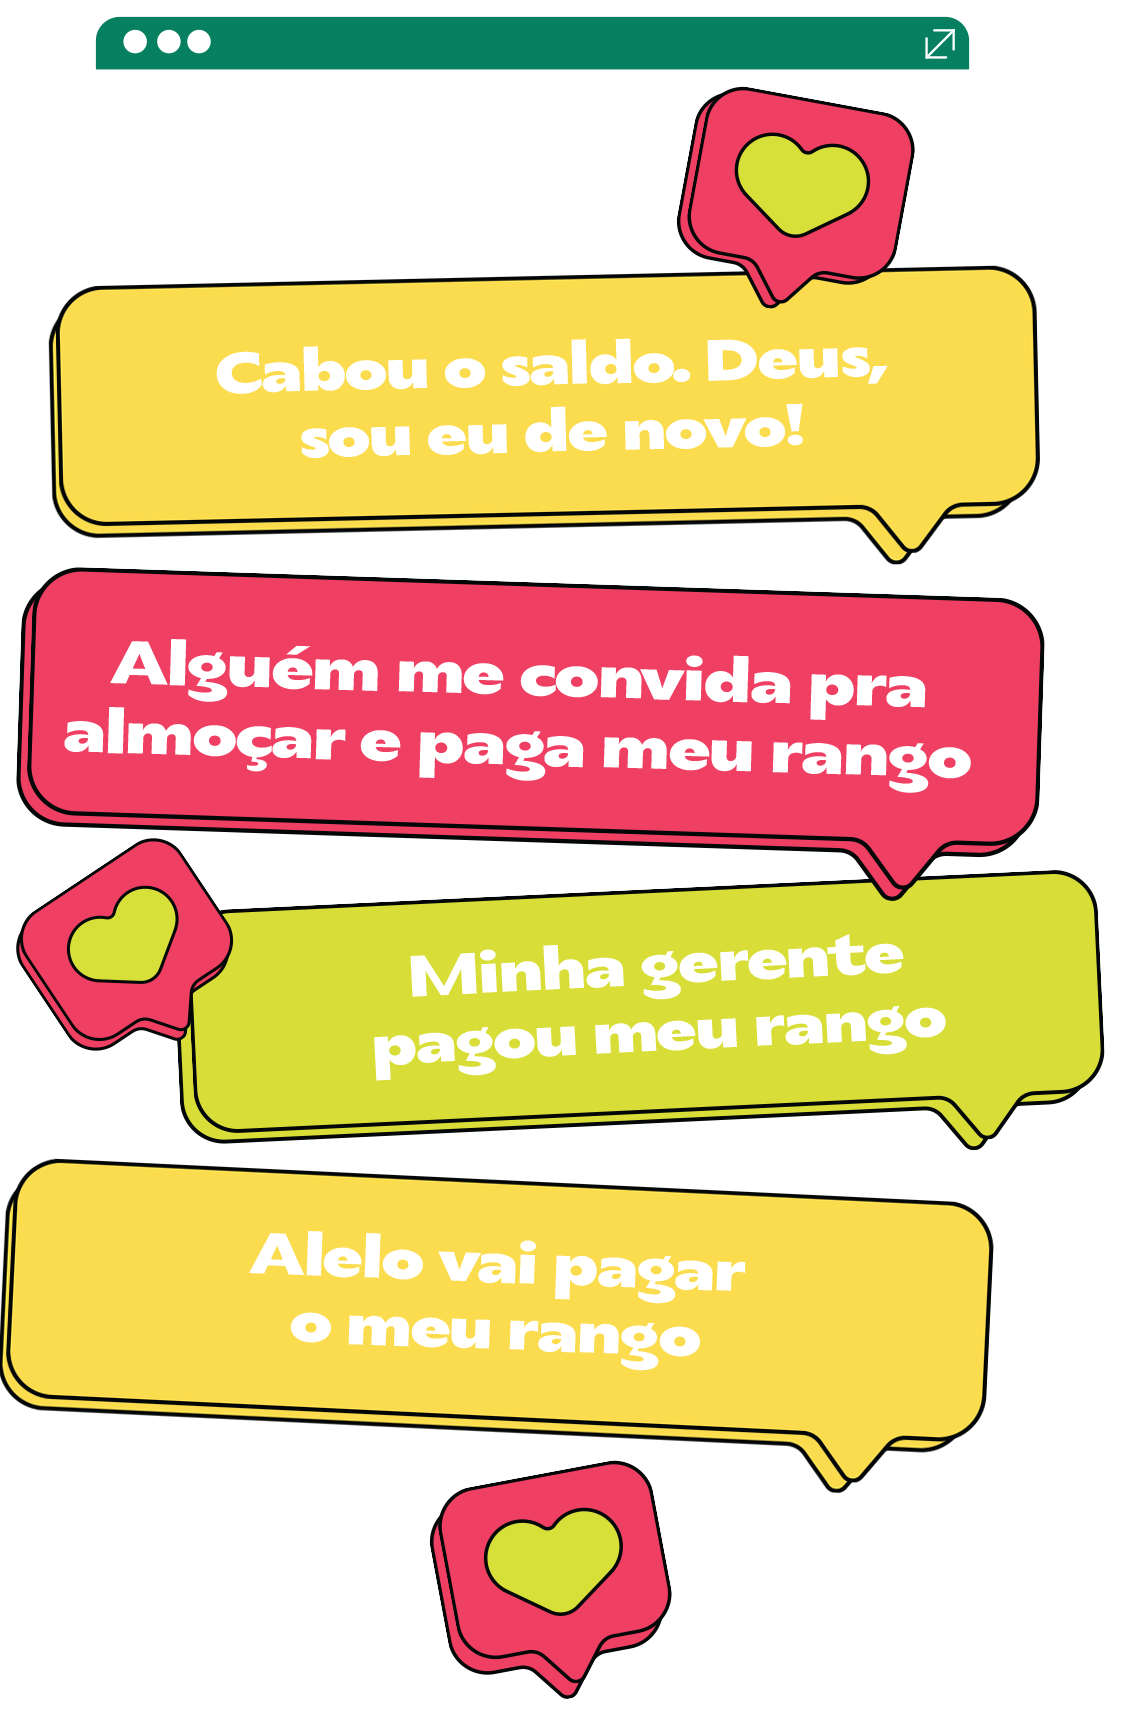 Cabou o saldo. Deus,
sou eu de novo!
Alguém me convida pra
almoçar e paga meu rango
Minha gerente
pagou meu rango
Alelo vai pagar
o meu rango